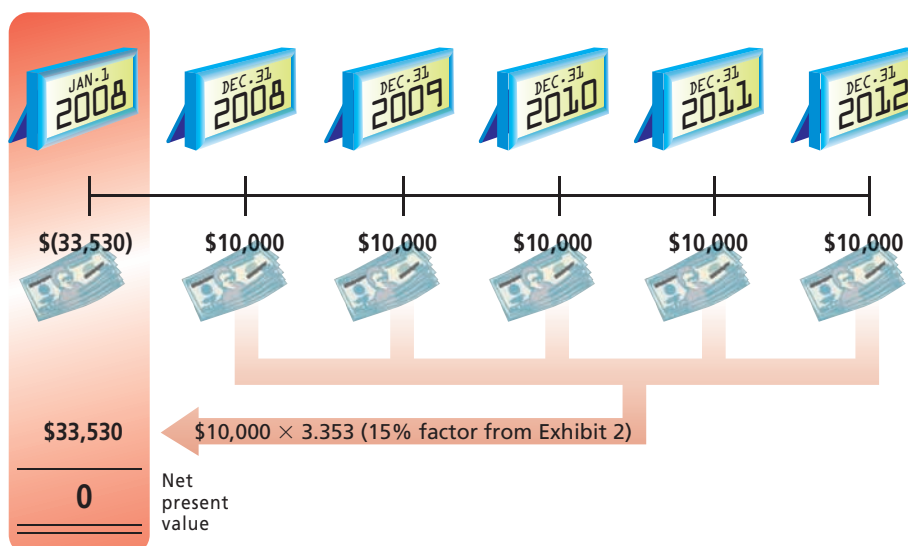 JAN.1
2008
DEC.31
2008
DEC.31
2009
DEC.31
2010
DEC.31
2011
DEC.31
2012
$(33,530)
$10,000
$10,000
$10,000
$10,000
$10,000
$33,530
$10,000 × 3.353 (15% factor from Exhibit 2)
0
Net
present
value